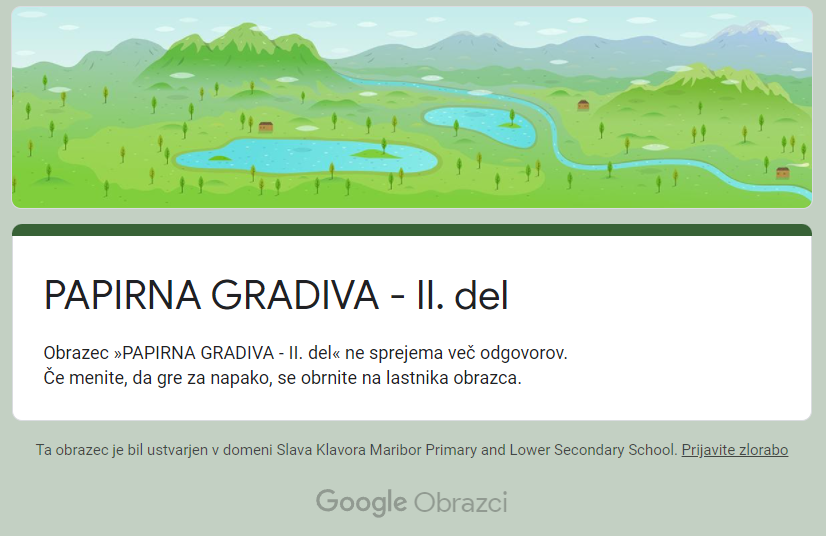 PAPIRNA GRADIVA - II. del
Obrazec »PAPIRNA GRADIVA - II. del« ne sprejema več odgovorov.
Če menite, da gre za napako, se obrnite na lastnika obrazca.
Ta obrazec je bil ustvarjen v domeni Slava Klavora Maribor Primary and Lower Secondary School. Prijavite zlorabo
Google Obrazci